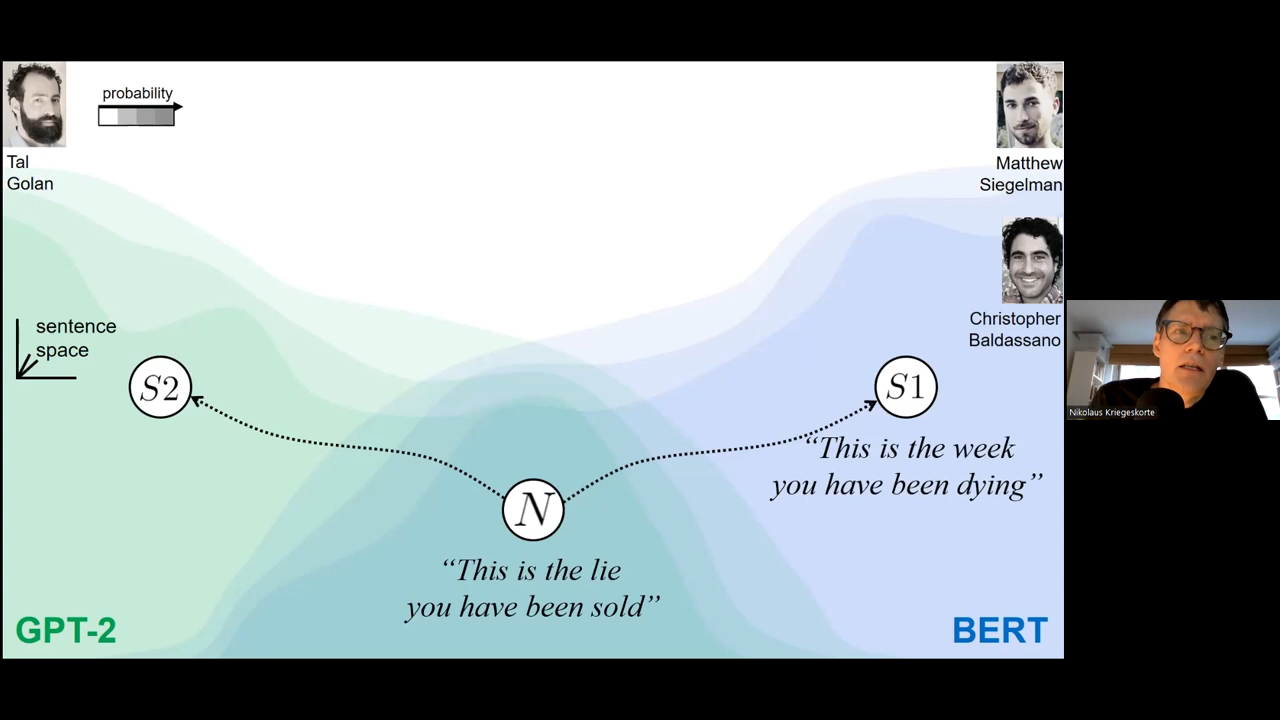 Tal
Golan
probability
Matthew
Siegelman
Christopher
Baldassano
sentence
space
S2
S1
“This is the week
you have been dying”
N
“This is the lie
you have been sold”
GPT-2
BERT
Nikolaus Kriegeskorte